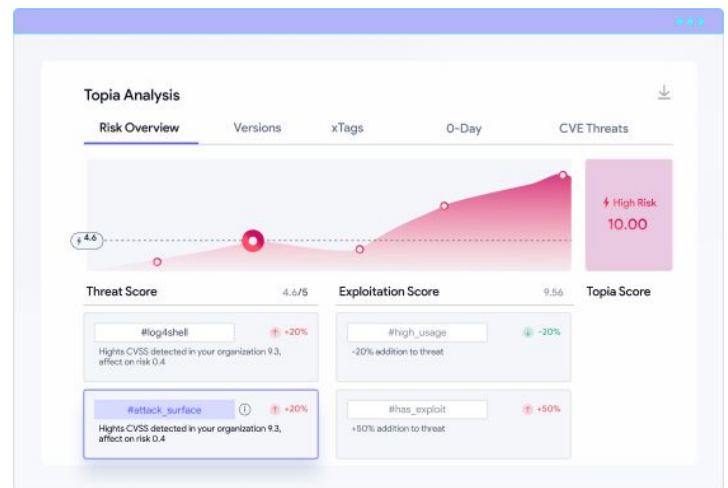 Topia Analysis
Risk Overview Versions xTags 0-Day CVE Threats
High Risk
10.00
4.6
Threat Score 4.6/5 Exploitation Score 9.56 Topia Score
#log4shell +20% #high_usage -20%
Hights CVSS detected in your organization 9.3, -20% addition to threat
affect on risk 0.4
#attack_surface +20% #has_exploit +50%
Hights CVSS detected in your organization 9.3, +50% addition to threat
affect on risk 0.4